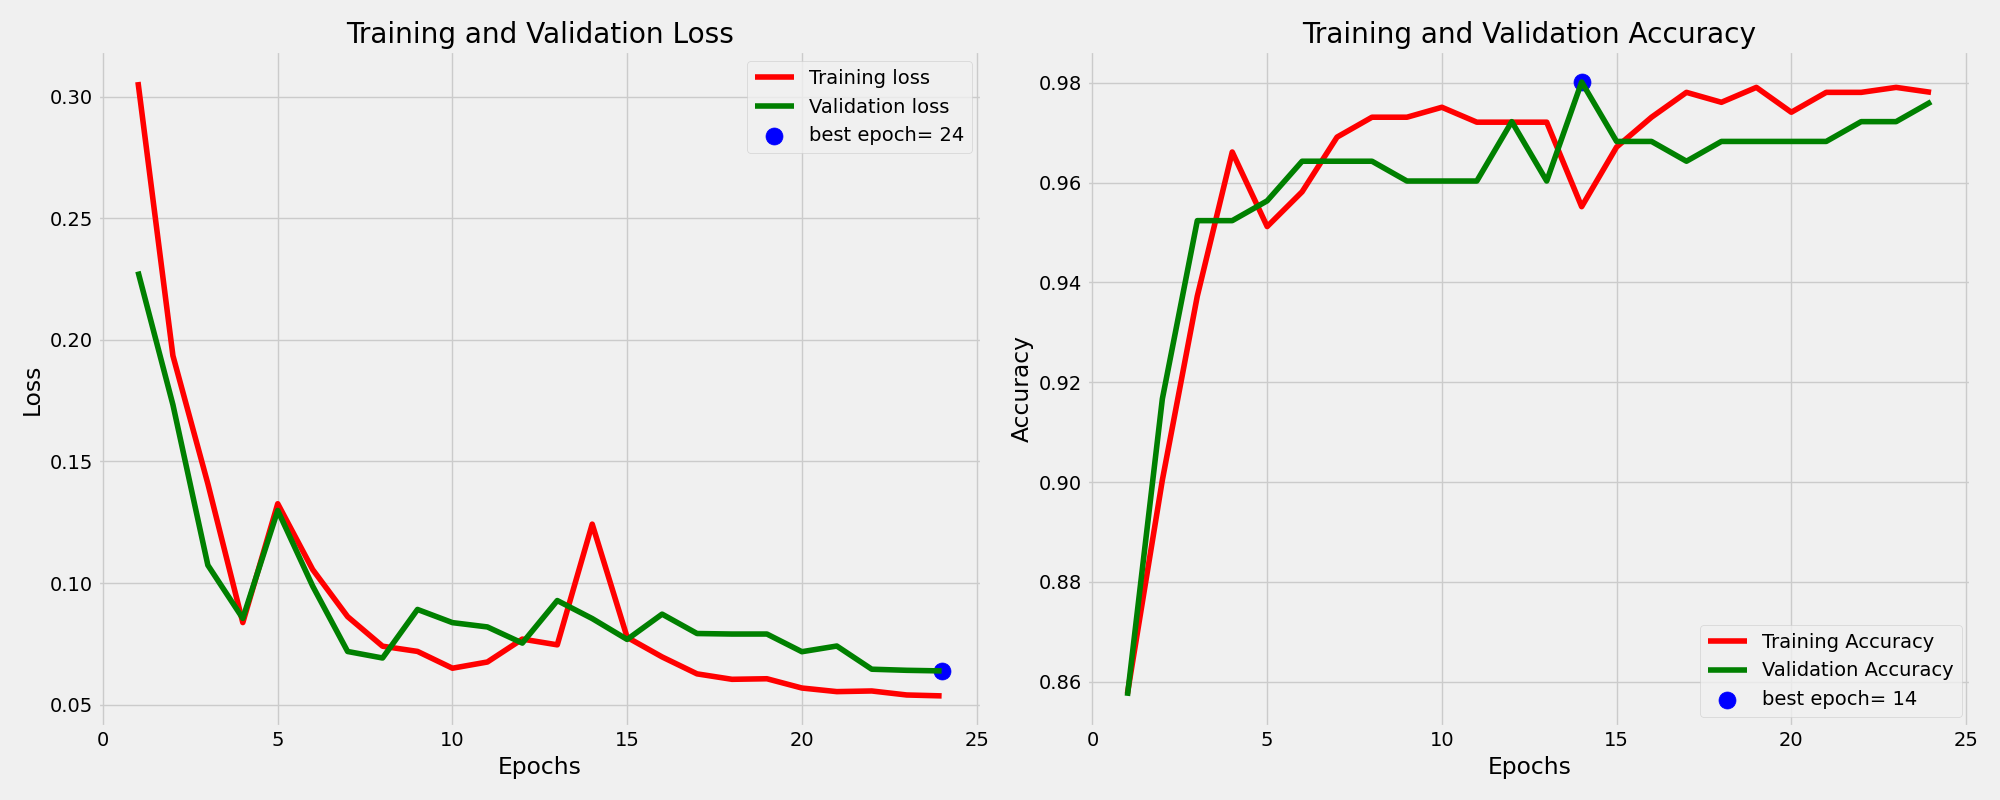 Training and Validation Loss
Training loss
Validation loss
best epoch= 24
0.30
0.25
0.20
0.15
0.10
0.05
Loss
0 5 10 15 20 25
Epochs
Training and Validation Accuracy
0.98
0.96
0.94
0.92
0.90
0.88
0.86
Accuracy
Training Accuracy
Validation Accuracy
best epoch= 14
0 5 10 15 20 25
Epochs